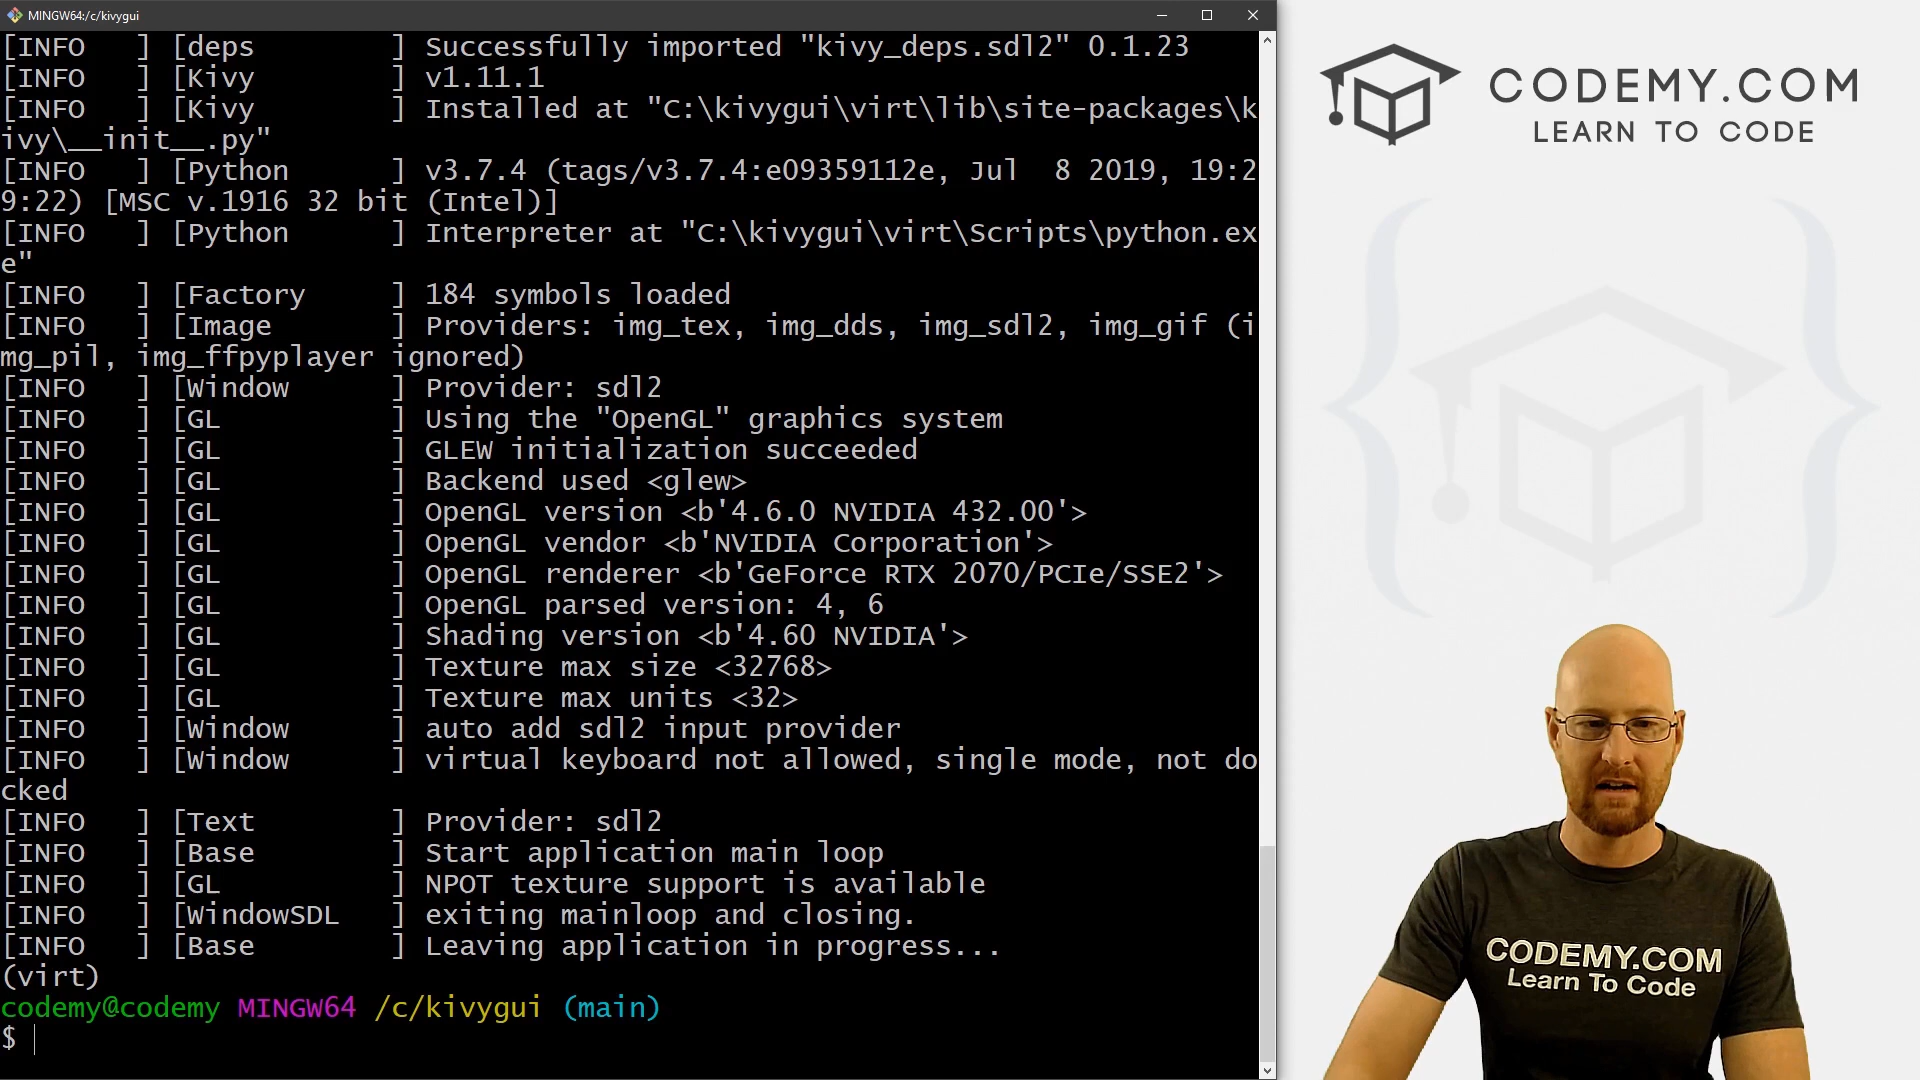 MINGW64:/c/kivygui
[INFO   ] [deps        ] Successfully imported "kivy_deps.sdl2" 0.1.23
[INFO   ] [Kivy        ] v1.11.1
[INFO   ] [Kivy        ] Installed at "C:\kivygui\virt\lib\site-packages\k
ivy\__init__.py"
[INFO   ] [Python      ] v3.7.4 (tags/v3.7.4:e09359112e, Jul  8 2019, 19:2
9:22) [MSC v.1916 32 bit (Intel)]
[INFO   ] [Python      ] Interpreter at "C:\kivygui\virt\Scripts\python.ex
e"
[INFO   ] [Factory     ] 184 symbols loaded
[INFO   ] [Image       ] Providers: img_tex, img_dds, img_sdl2, img_gif (i
mg_pil, img_ffpyplayer ignored)
[INFO   ] [Window      ] Provider: sdl2
[INFO   ] [GL          ] Using the "OpenGL" graphics system
[INFO   ] [GL          ] GLEW initialization succeeded
[INFO   ] [GL          ] Backend used <glew>
[INFO   ] [GL          ] OpenGL version <b'4.6.0 NVIDIA 432.00'>
[INFO   ] [GL          ] OpenGL vendor <b'NVIDIA Corporation'>
[INFO   ] [GL          ] OpenGL renderer <b'GeForce RTX 2070/PCIe/SSE2'>
[INFO   ] [GL          ] OpenGL parsed version: 4, 6
[INFO   ] [GL          ] Shading version <b'4.60 NVIDIA'>
[INFO   ] [GL          ] Texture max size <32768>
[INFO   ] [GL          ] Texture max units <32>
[INFO   ] [Window      ] auto add sdl2 input provider
[INFO   ] [Window      ] virtual keyboard not allowed, single mode, not do
cked
[INFO   ] [Text        ] Provider: sdl2
[INFO   ] [Base        ] Start application main loop
[INFO   ] [GL          ] NPOT texture support is available
[INFO   ] [WindowSDL   ] exiting mainloop and closing.
[INFO   ] [Base        ] Leaving application in progress...
(virt)
codemy@codemy MINGW64 /c/kivygui (main)
$
CODEMY.COM
LEARN TO CODE
CODEMY.COM
Learn To Code